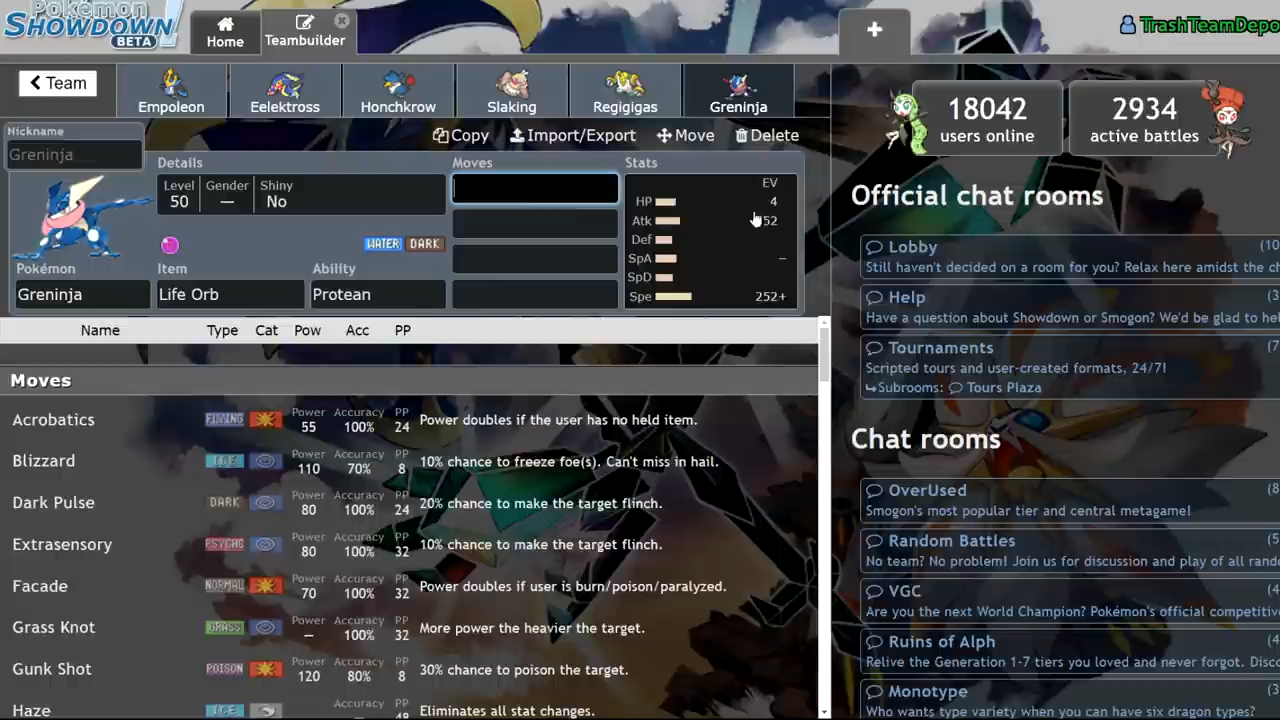 Pokémon
SHOWDOWN!
BETA
Home
Teambuilder
+
TrashTeamDepo
< Team
Empoleon
Eelektross
Honchkrow
Slaking
Regigigas
Greninja
18042
users online
2934
active battles
Copy
Import/Export
Move
Delete
Nickname
Greninja
Details
Level
50
Gender
—
Shiny
No
WATER DARK
Pokémon
Greninja
Item
Life Orb
Ability
Protean
Moves
Stats
EV
HP 4
Atk 52
Def
SpA –
SpD
Spe 252+
Name Type Cat Pow Acc PP
Moves
Acrobatics FLYING Power 55 Accuracy 100% PP 24 Power doubles if the user has no held item.
Blizzard ICE Power 110 Accuracy 70% PP 8 10% chance to freeze foe(s). Can't miss in hail.
Dark Pulse DARK Power 80 Accuracy 100% PP 24 20% chance to make the target flinch.
Extrasensory PSYCHC Power 80 Accuracy 100% PP 32 10% chance to make the target flinch.
Facade NORMAL Power 70 Accuracy 100% PP 32 Power doubles if user is burn/poison/paralyzed.
Grass Knot GRASS Power — Accuracy 100% PP 32 More power the heavier the target.
Gunk Shot POISON Power 120 Accuracy 80% PP 8 30% chance to poison the target.
Haze ICE Accuracy — PP 48 Eliminates all stat changes.
Official chat rooms
Lobby (10
Still haven't decided on a room for you? Relax here amidst the ch
Help (3
Have a question about Showdown or Smogon? We'd be glad to hel
Tournaments (7
Scripted tours and user-created formats, 24/7!
↳Subrooms: Tours Plaza
Chat rooms
OverUsed (8
Smogon's most popular tier and central metagame!
Random Battles (5
No team? No problem! Join us for discussion and play of all rando
VGC (4
Are you the next World Champion? Pokémon's official competitiv
Ruins of Alph (4
Relive the Generation 1-7 tiers you loved and never forgot. Disc
Monotype (3
Who wants type variety when you can have six dragon types?